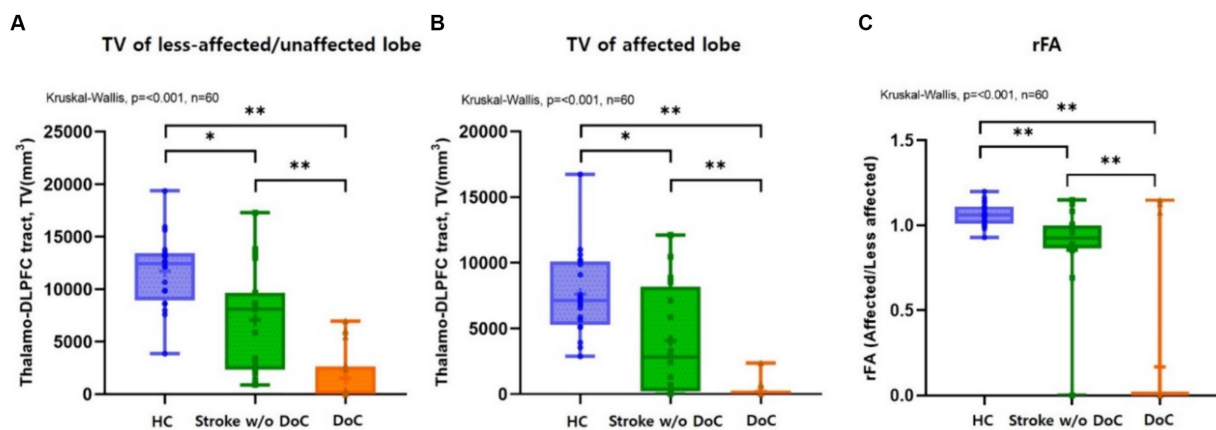 A
TV of less-affected/unaffected lobe
Kruskal-Wallis, p=<0.001, n=60
**
*
**
Thalamo-DLPFC tract, TV(mm³)
25000
20000
15000
10000
5000
0
HC
Stroke w/o DoC
DoC
B
TV of affected lobe
Kruskal-Wallis, p=<0.001, n=60
**
*
**
Thalamo-DLPFC tract, TV(mm³)
20000
15000
10000
5000
0
HC
Stroke w/o DoC
DoC
C
rFA
Kruskal-Wallis, p=<0.001, n=60
**
**
**
rFA (Affected/Less affected)
1.5
1.0
0.5
0.0
HC
Stroke w/o DoC
DoC